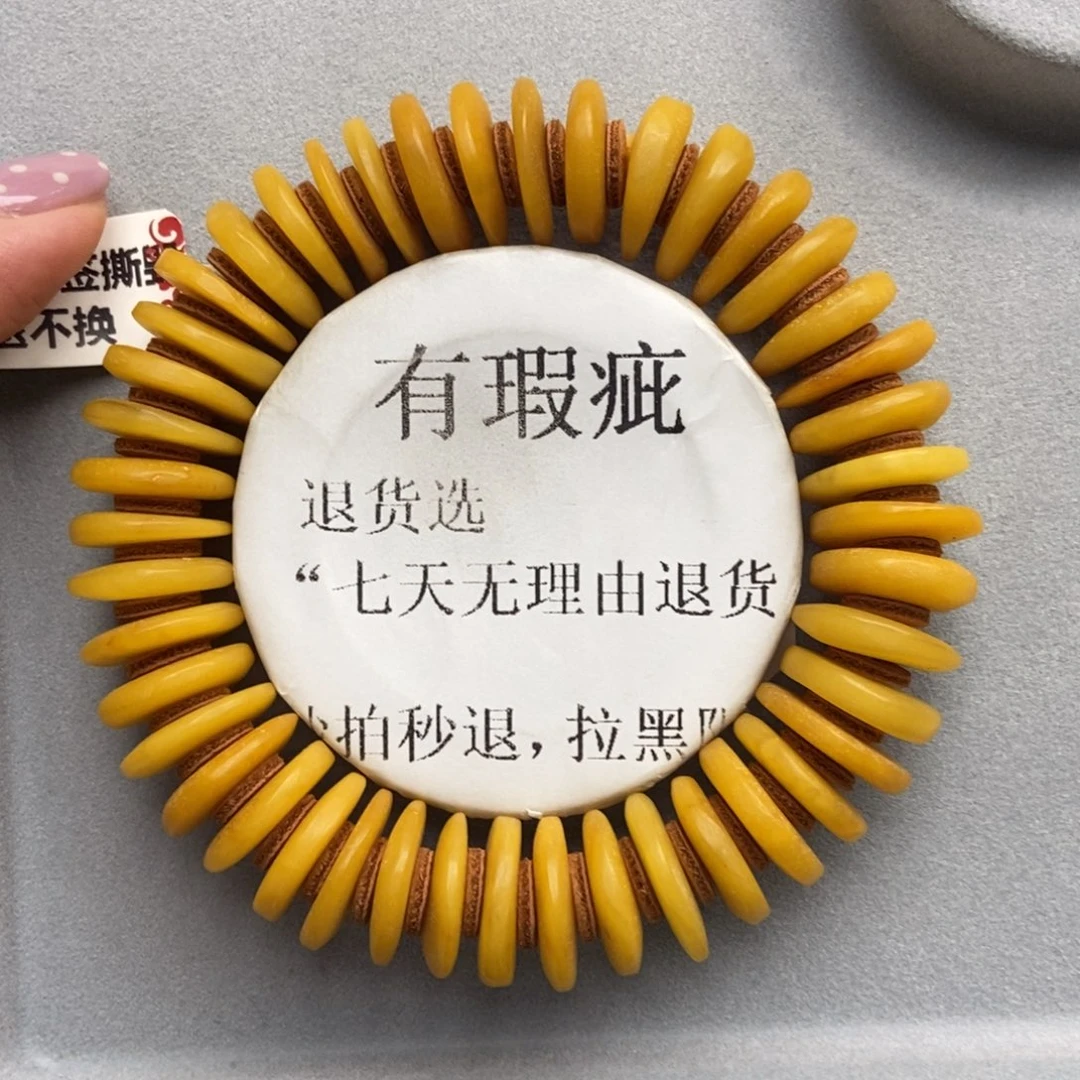 签撕
不换
有瑕疵
退货选
“七天无理由退货
拍秒退，拉黑